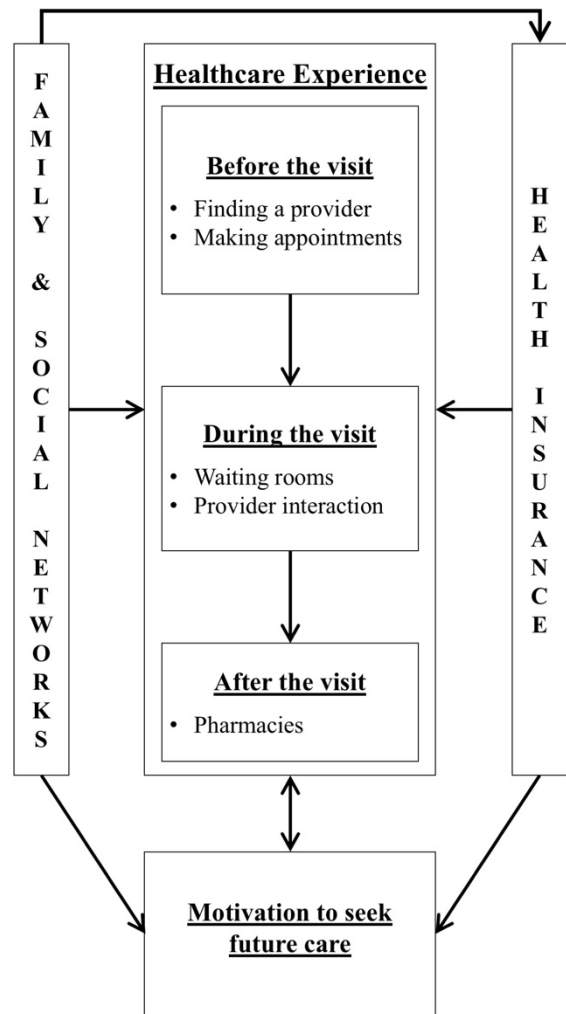 FAMILY & SOCIAL NETWORKS
Healthcare Experience
Before the visit
• Finding a provider
• Making appointments
During the visit
• Waiting rooms
• Provider interaction
After the visit
• Pharmacies
HEALTH INSURANCE
Motivation to seek
future care